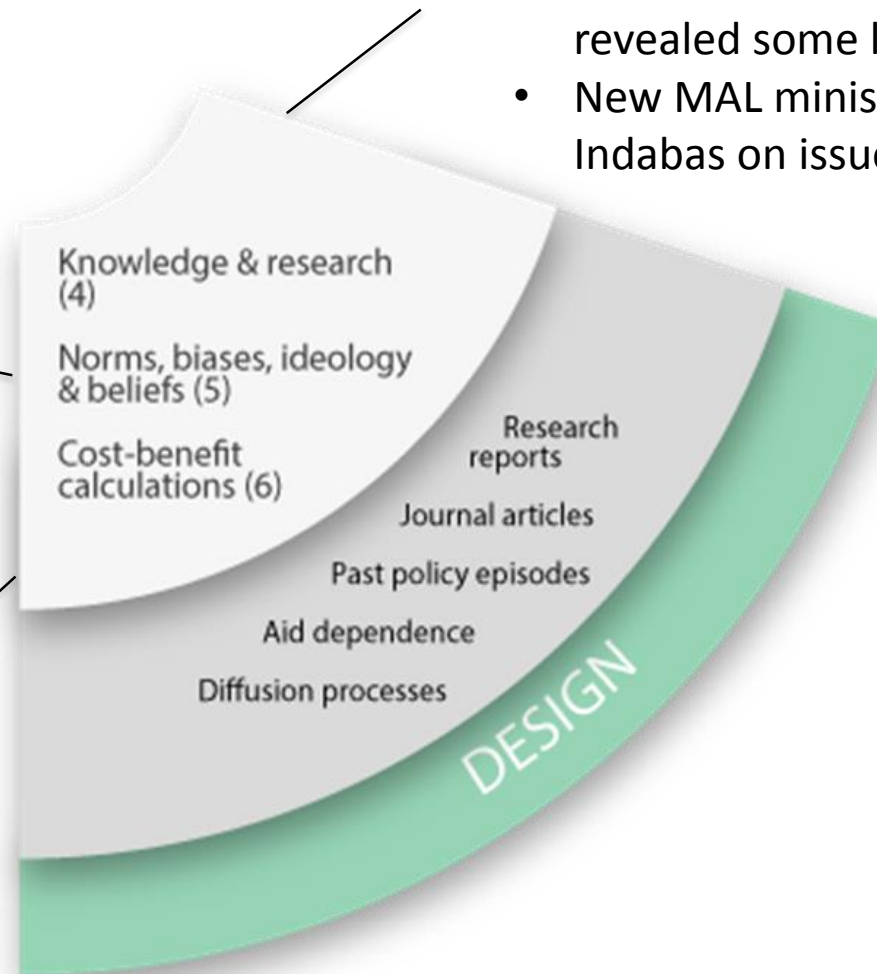 revealed some
• New MAL minis
Indabas on issu
Knowledge & research
(4)
Norms, biases, ideology
& beliefs (5)
Cost-benefit
calculations (6)
Research
reports
Journal articles
Past policy episodes
Aid dependence
Diffusion processes
DESIGN